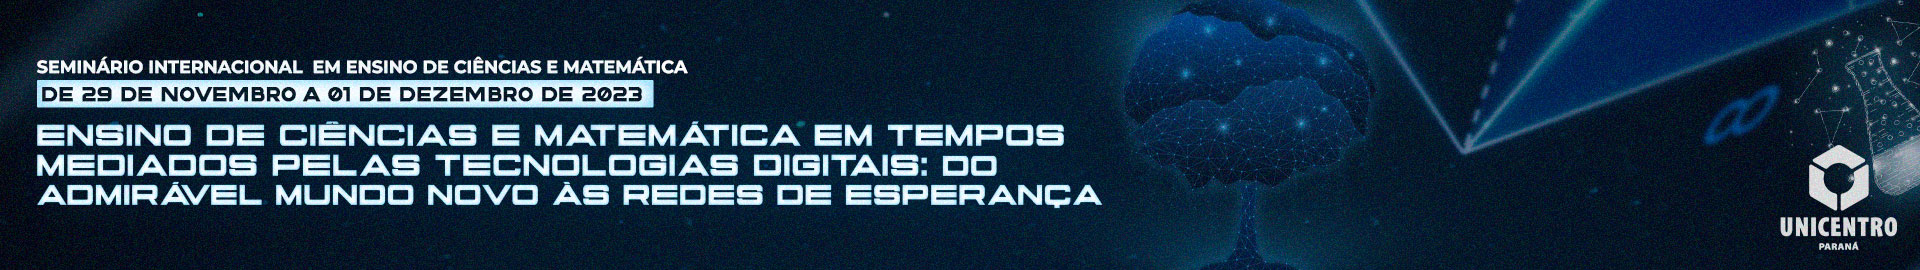 SEMINÁRIO INTERNACIONAL EM ENSINO DE CIÊNCIAS E MATEMÁTICA
DE 29 DE NOVEMBRO A 01 DE DEZEMBRO DE 2023
ENSINO DE CIÊNCIAS E MATEMÁTICA EM TEMPOS
MEDIADOS PELAS TECNOLOGIAS DIGITAIS: DO
ADMIRÁVEL MUNDO NOVO ÀS REDES DE ESPERANÇA
∞
UNICENTRO
PARANÁ